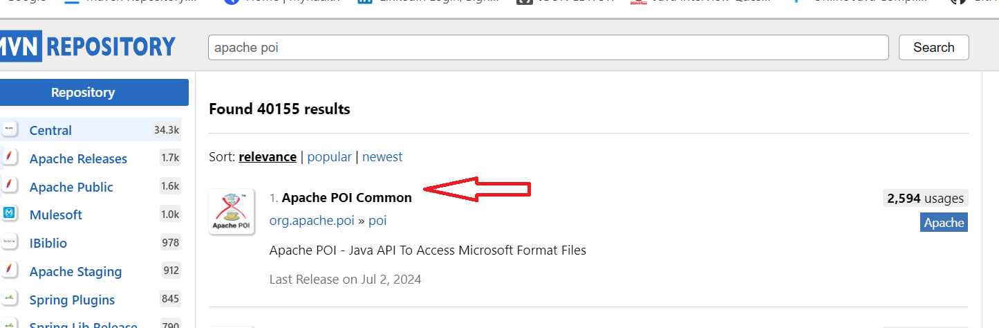 MVN REPOSITORY
apache poi
Search
Repository
Found 40155 results
Central 34.3k
Sort: relevance | popular | newest
Apache Releases 1.7k
Apache Public 1.6k
1. Apache POI Common
2,594 usages
Apache POI
org.apache.poi » poi
Apache
Mulesoft 1.0k
IBiblio 978
Apache POI - Java API To Access Microsoft Format Files
Apache Staging 912
Last Release on Jul 2, 2024
Spring Plugins 845
Spring Lib Release 790